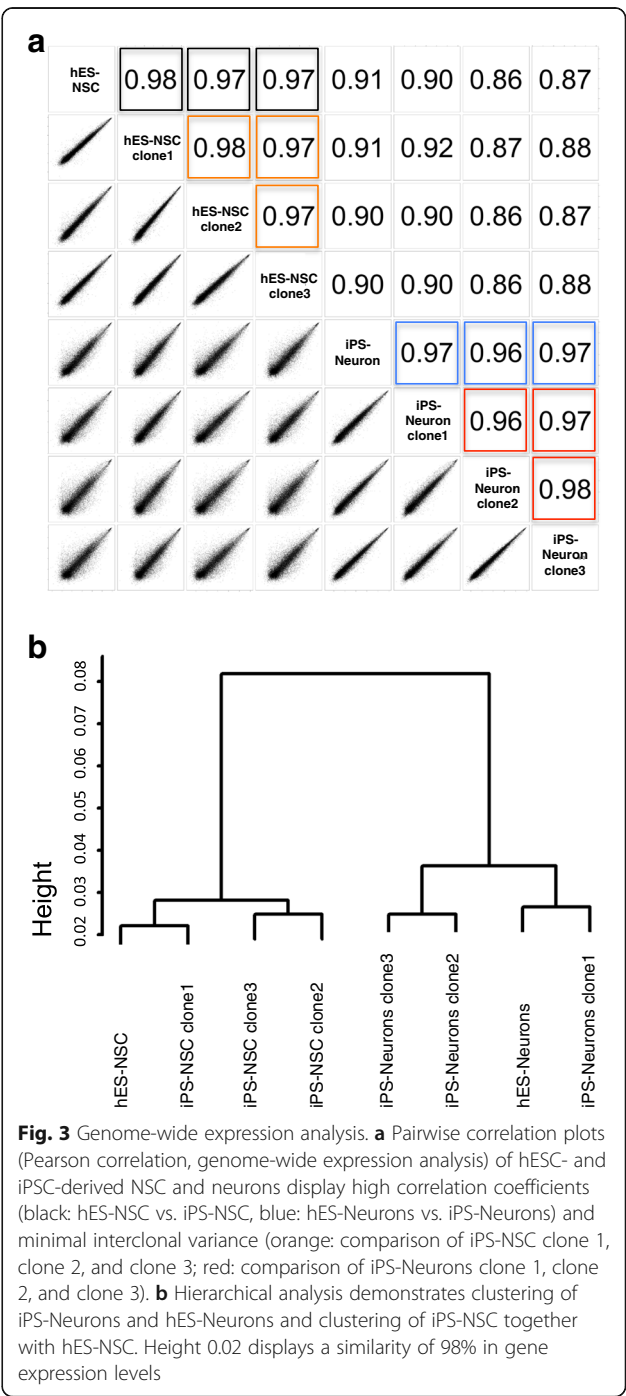 a
hES-
NSC
0.98 0.97 0.97 0.91 0.90 0.86 0.87
hES-NSC
clone1
0.98 0.97 0.91 0.92 0.87 0.88
hES-NSC
clone2
0.97 0.90 0.90 0.86 0.87
hES-NSC
clone3
0.90 0.90 0.86 0.88
iPS-
Neuron
0.97 0.96 0.97
iPS-
Neuron
clone1
0.96 0.97
iPS-
Neuron
clone2
0.98
iPS-
Neuron
clone3
b
Height
0.08
0.07
0.06
0.05
0.04
0.03
0.02
hES-NSC
iPS-NSC clone1
iPS-NSC clone3
iPS-NSC clone2
iPS-Neurons clone3
iPS-Neurons clone2
hES-Neurons
iPS-Neurons clone1
Fig. 3 Genome-wide expression analysis. a Pairwise correlation plots
(Pearson correlation, genome-wide expression analysis) of hESC- and
iPSC-derived NSC and neurons display high correlation coefficients
(black: hES-NSC vs. iPS-NSC, blue: hES-Neurons vs. iPS-Neurons) and
minimal interclonal variance (orange: comparison of iPS-NSC clone 1,
clone 2, and clone 3; red: comparison of iPS-Neurons clone 1, clone
2, and clone 3). b Hierarchical analysis demonstrates clustering of
iPS-Neurons and hES-Neurons and clustering of iPS-NSC together
with hES-NSC. Height 0.02 displays a similarity of 98% in gene
expression levels